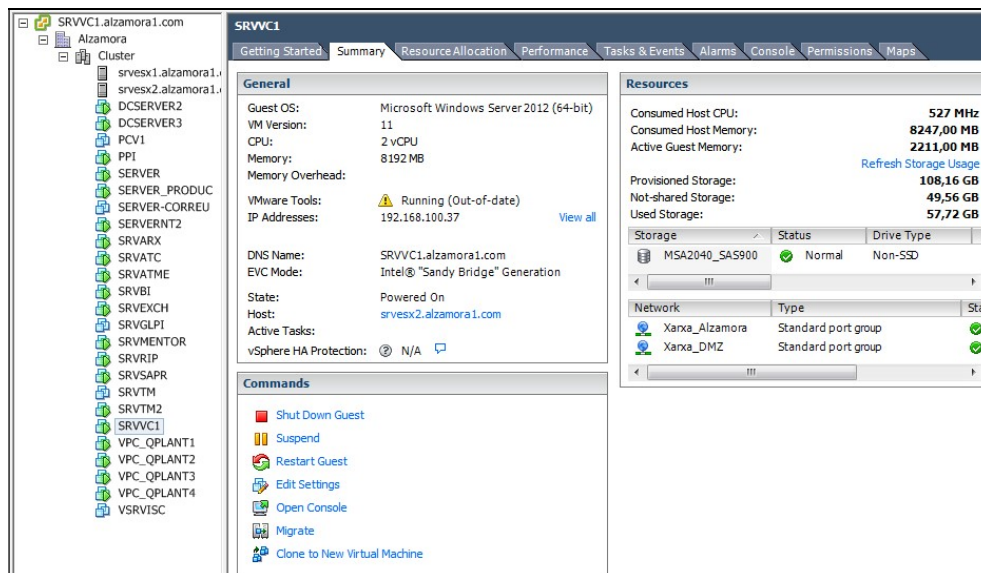 SRVVC1.alzamora1.com
Alzamora
Cluster
srvesx1.alzamora1.
srvesx2.alzamora1.
DCSERVER2
DCSERVER3
PCV1
PPI
SERVER
SERVER_PRODUC
SERVER-CORREU
SERVERNT2
SRVARX
SRVATC
SRVATME
SRVBI
SRVEXCH
SRVGLPI
SRVMENTOR
SRVRIP
SRVSAPR
SRVTM
SRVTM2
SRVVC1
VPC_QPLANT1
VPC_QPLANT2
VPC_QPLANT3
VPC_QPLANT4
VSRVISC
SRVVC1
Getting Started Summary Resource Allocation Performance Tasks & Events Alarms Console Permissions Maps
General
Guest OS: Microsoft Windows Server 2012 (64-bit)
VM Version: 11
CPU: 2 vCPU
Memory: 8192 MB
Memory Overhead:
VMware Tools: Running (Out-of-date)
IP Addresses: 192.168.100.37 View all
DNS Name: SRVVC1.alzamora1.com
EVC Mode: Intel® "Sandy Bridge" Generation
State: Powered On
Host: srvesx2.alzamora1.com
Active Tasks:
vSphere HA Protection: N/A
Commands
Shut Down Guest
Suspend
Restart Guest
Edit Settings
Open Console
Migrate
Clone to New Virtual Machine
Resources
Consumed Host CPU: 527 MHz
Consumed Host Memory: 8247,00 MB
Active Guest Memory: 2211,00 MB
Refresh Storage Usage
Provisioned Storage: 108,16 GB
Not-shared Storage: 49,56 GB
Used Storage: 57,72 GB
Storage Status Drive Type
MSA2040_SAS900 Normal Non-SSD
Network Type Sta
Xarxa_Alzamora Standard port group
Xarxa_DMZ Standard port group